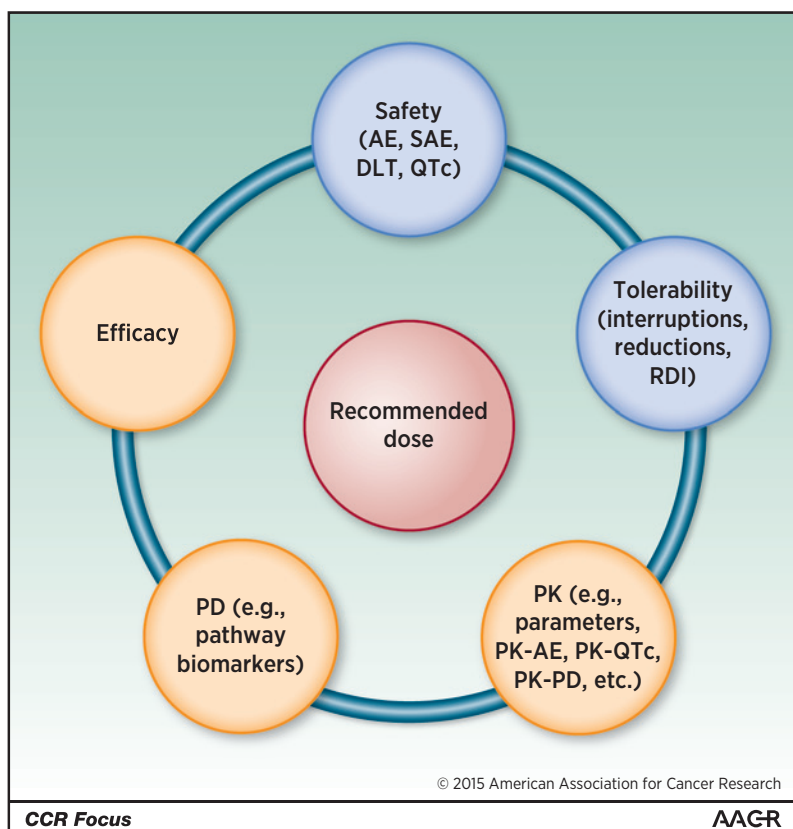 Safety
(AE, SAE,
DLT, QTc)
Tolerability
(interruptions,
reductions,
RDI)
Efficacy
Recommended
dose
PD (e.g.,
pathway
biomarkers)
PK (e.g.,
parameters,
PK-AE, PK-QTc,
PK-PD, etc.)
© 2015 American Association for Cancer Research
CCR Focus
AACR